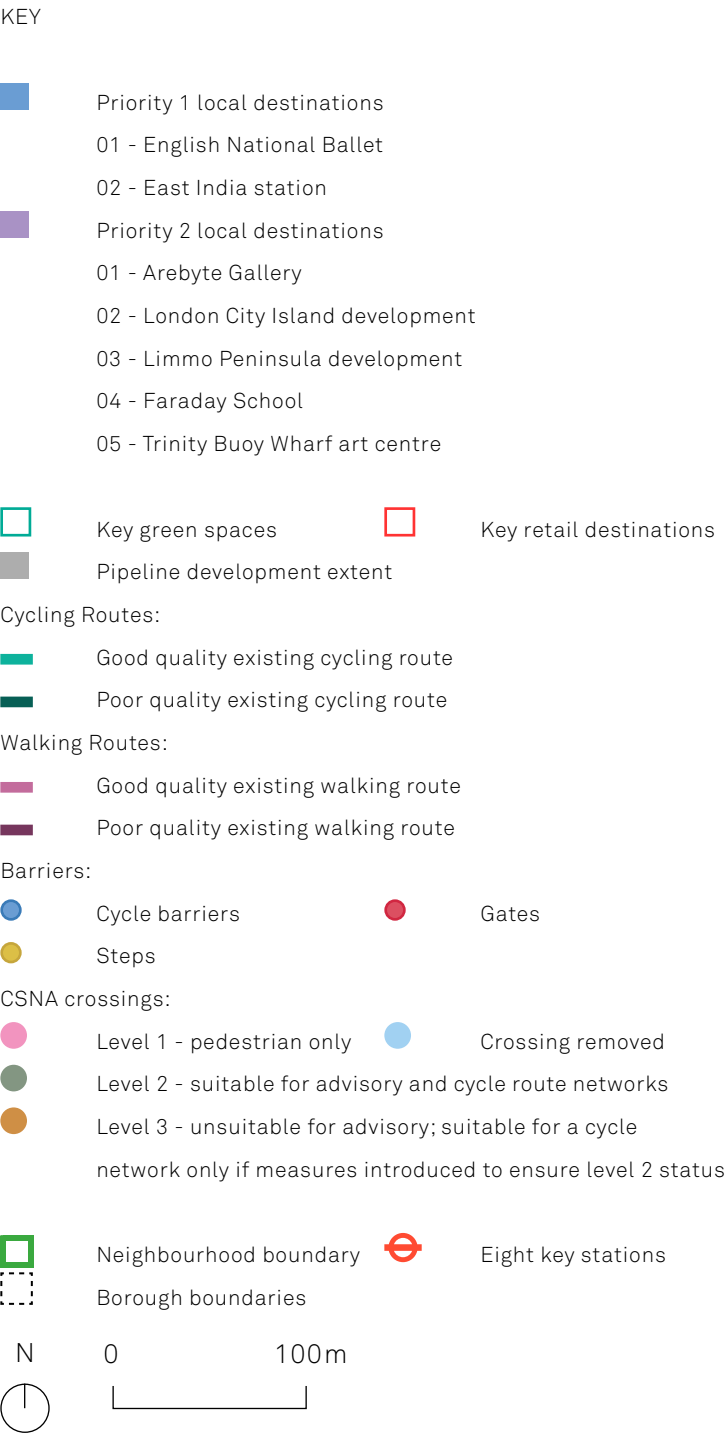 KEY
Priority 1 local destinations
01 - English National Ballet
02 - East India station
Priority 2 local destinations
01 - Arebyte Gallery
02 - London City Island development
03 - Limmo Peninsula development
04 - Faraday School
05 - Trinity Buoy Wharf art centre
Key green spaces
Key retail destinations
Pipeline development extent
Cycling Routes:
Good quality existing cycling route
Poor quality existing cycling route
Walking Routes:
Good quality existing walking route
Poor quality existing walking route
Barriers:
Cycle barriers
Gates
Steps
CSNA crossings:
Level 1 - pedestrian only
Crossing removed
Level 2 - suitable for advisory and cycle route networks
Level 3 - unsuitable for advisory; suitable for a cycle
network only if measures introduced to ensure level 2 status
Neighbourhood boundary
Eight key stations
Borough boundaries
N
0 100m